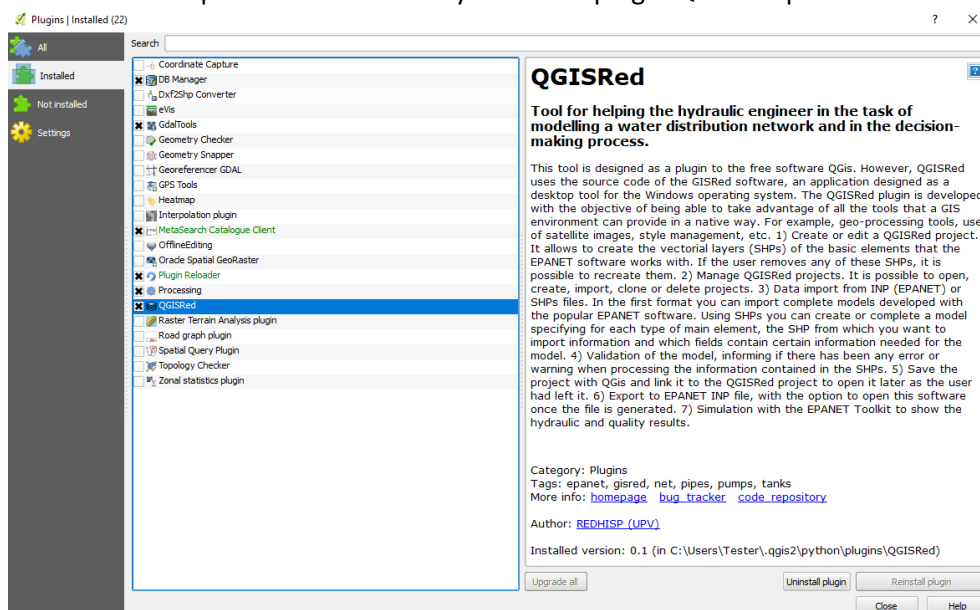 Plugins | Installed (22)
?
All
Installed
Not installed
Settings
Search
Coordinate Capture
DB Manager
Dxf2Shp Converter
eVis
GdalTools
Geometry Checker
Geometry Snapper
Georeferencer GDAL
GPS Tools
Heatmap
Interpolation plugin
MetaSearch Catalogue Client
OfflineEditing
Oracle Spatial GeoRaster
Plugin Reloader
Processing
QGISRed
Raster Terrain Analysis plugin
Road graph plugin
Spatial Query Plugin
Topology Checker
Zonal statistics plugin
QGISRed
?
Tool for helping the hydraulic engineer in the task of
modelling a water distribution network and in the decision-
making process.
This tool is designed as a plugin to the free software QGis. However, QGISRed
uses the source code of the GISRed software, an application designed as a
desktop tool for the Windows operating system. The QGISRed plugin is developed
with the objective of being able to take advantage of all the tools that a GIS
environment can provide in a native way. For example, geo-processing tools, use
of satellite images, style management, etc. 1) Create or edit a QGISRed project.
It allows to create the vectorial layers (SHPs) of the basic elements that the
EPANET software works with. If the user removes any of these SHPs, it is
possible to recreate them. 2) Manage QGISRed projects. It is possible to open,
create, import, clone or delete projects. 3) Data import from INP (EPANET) or
SHPs files. In the first format you can import complete models developed with
the popular EPANET software. Using SHPs you can create or complete a model
specifying for each type of main element, the SHP from which you want to
import information and which fields contain certain information needed for the
model. 4) Validation of the model, informing if there has been any error or
warning when processing the information contained in the SHPs. 5) Save the
project with QGis and link it to the QGISRed project to open it later as the user
had left it. 6) Export to EPANET INP file, with the option to open this software
once the file is generated. 7) Simulation with the EPANET Toolkit to show the
hydraulic and quality results.
Category: Plugins
Tags: epanet, gisred, net, pipes, pumps, tanks
More info: homepage bug tracker code repository
Author: REDHISP (UPV)
Installed version: 0.1 (in C:\Users\Tester\.qgis2\python\plugins\QGISRed)
Upgrade all
Uninstall plugin
Reinstall plugin
Close
Help